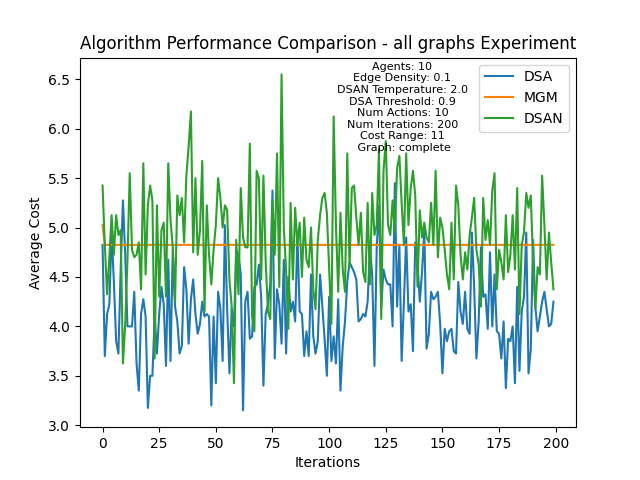 Algorithm Performance Comparison - all graphs Experiment
Agents: 10
Edge Density: 0.1
DSAN Temperature: 2.0
DSA Threshold: 0.9
Num Actions: 10
Num Iterations: 200
Cost Range: 11
Graph: complete
DSA
MGM
DSAN
6.5
6.0
5.5
5.0
4.5
4.0
3.5
3.0
Average Cost
0
25
50
75
100
125
150
175
200
Iterations